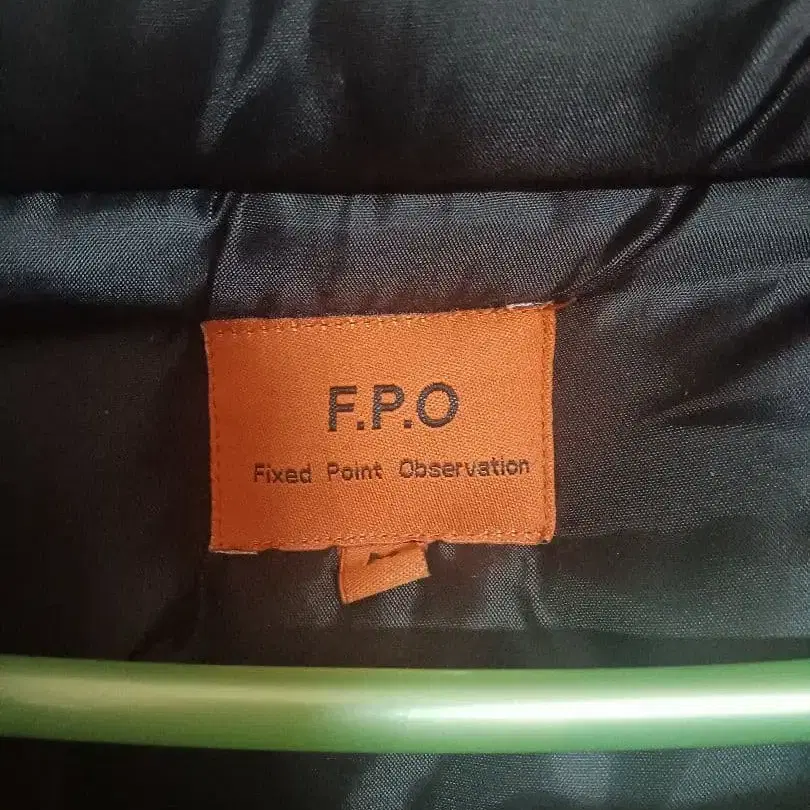 F.P.O
Fixed Point Observation